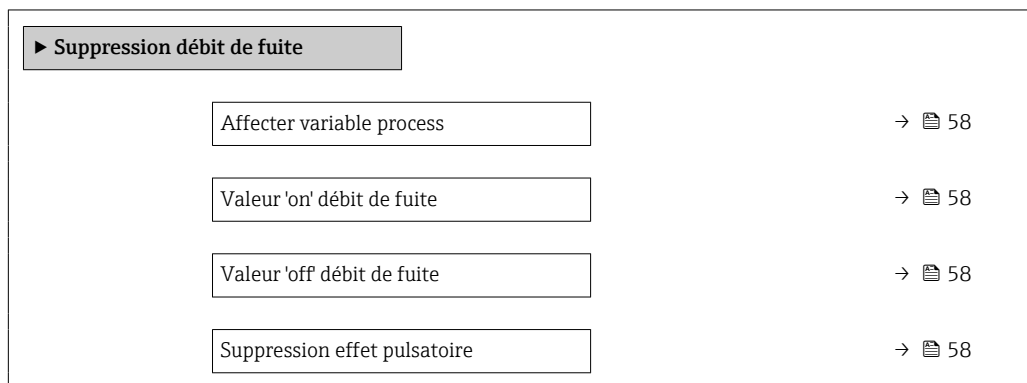 ▶ Suppression débit de fuite
Affecter variable process → 58
Valeur 'on' débit de fuite → 58
Valeur 'off' débit de fuite → 58
Suppression effet pulsatoire → 58